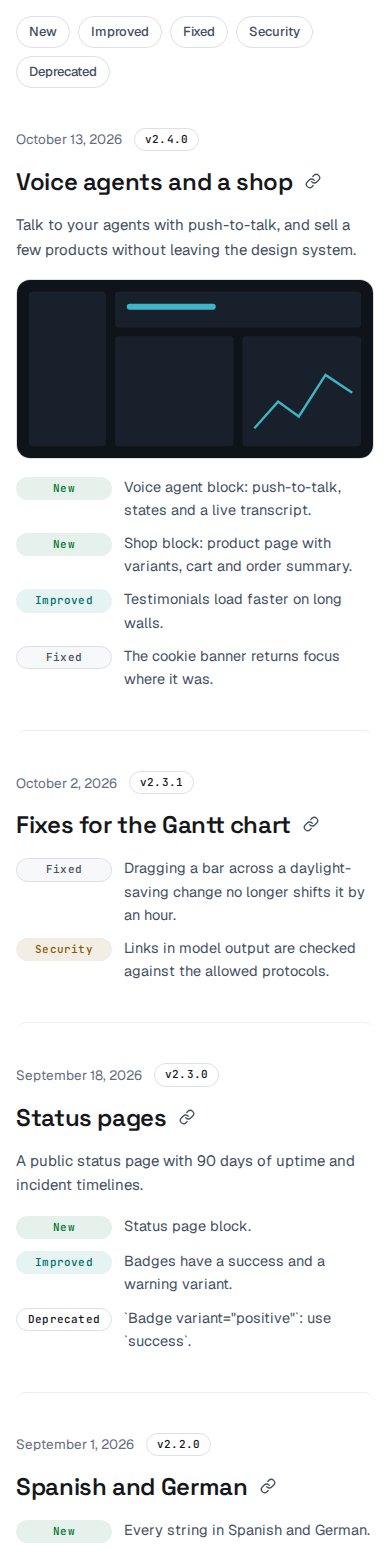 New Improved Fixed Security
Deprecated
October 13, 2026 v2.4.0
Voice agents and a shop
Talk to your agents with push-to-talk, and sell a
few products without leaving the design system.
New Voice agent block: push-to-talk,
states and a live transcript.
New Shop block: product page with
variants, cart and order summary.
Improved Testimonials load faster on long
walls.
Fixed The cookie banner returns focus
where it was.
October 2, 2026 v2.3.1
Fixes for the Gantt chart
Fixed Dragging a bar across a daylight-
saving change no longer shifts it by
an hour.
Security Links in model output are checked
against the allowed protocols.
September 18, 2026 v2.3.0
Status pages
A public status page with 90 days of uptime and
incident timelines.
New Status page block.
Improved Badges have a success and a
warning variant.
Deprecated `Badge variant="positive"`: use
`success`.
September 1, 2026 v2.2.0
Spanish and German
New Every string in Spanish and German.